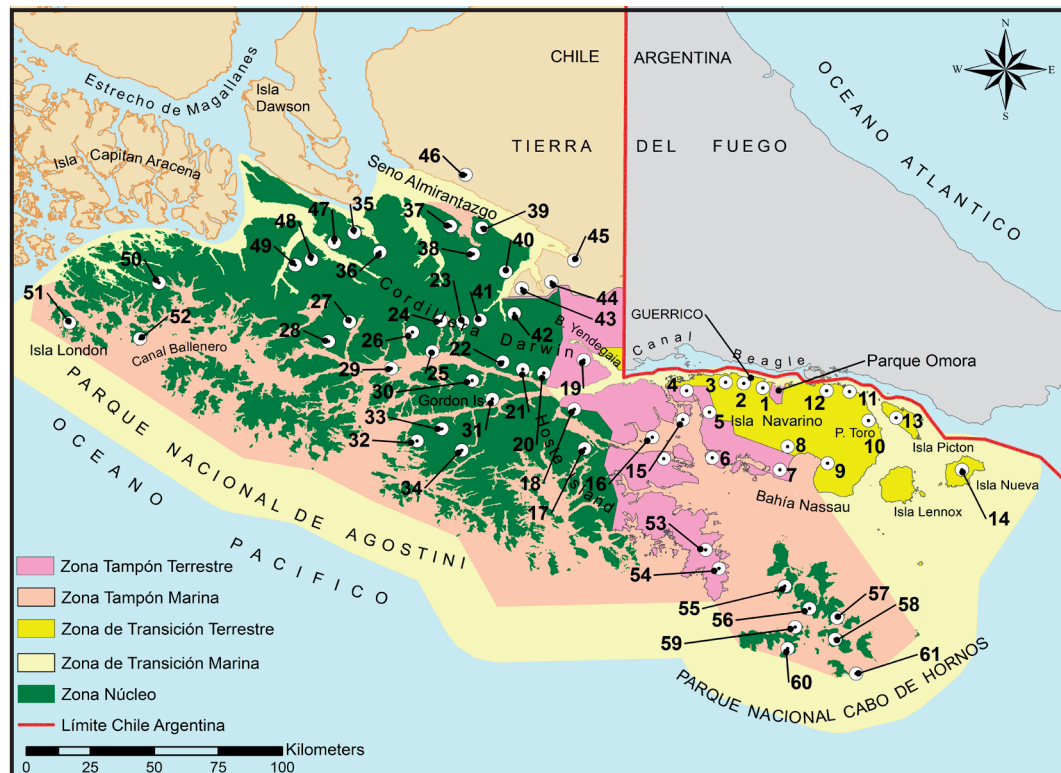 N
W
E
S
CHILE
ARGENTINA
OCEANO ATLANTICO
Estrecho de Magallanes
Isla
Dawson
Isla Capitan Aracena
TIERRA DEL FUEGO
46
Seno Almirantazgo
35
37
39
47
48
38
40
45
49
36
23
41
50
27
Cordillera Darwin
24
44
43
51
52
28
26
42
GUERRICO
Canal Beagle
B. Yendegaia
Parque Omora
Isla London
Canal Ballenero
22
29
25
19
4
3
2
1
12
11
30
Gordon Is
21
20
31
5
Isla Navarino
P. Toro
13
10
Isla Picton
33
32
Hoste Island
18
16
15
6
8
7
9
34
17
Bahía Nassau
Isla Nueva
14
Isla Lennox
PARQUE NACIONAL DE AGOSTINI
OCEANO PACIFICO
53
54
55
56
57
58
59
60
61
PARQUE NACIONAL CABO DE HORNOS
Zona Tampón Terrestre
Zona Tampón Marina
Zona de Transición Terrestre
Zona de Transición Marina
Zona Núcleo
Límite Chile Argentina
Kilometers
0 25 50 75 100